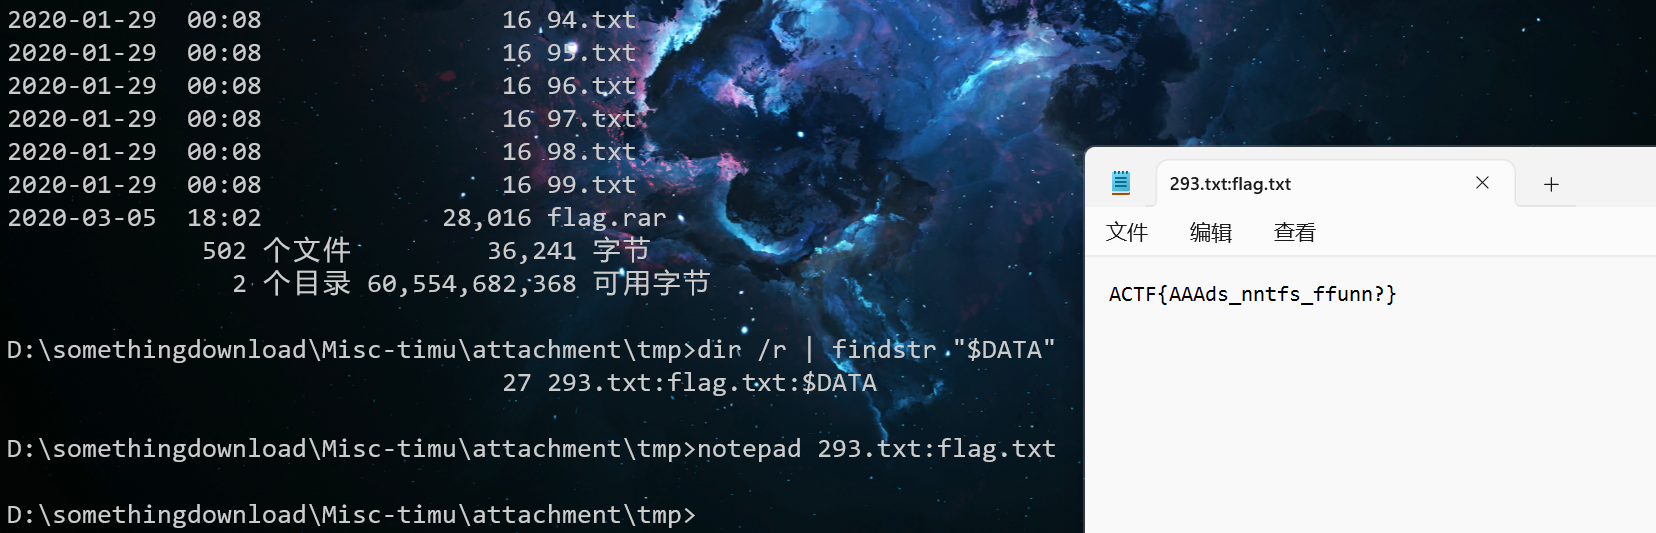 2020-01-29  00:08                16 94.txt
2020-01-29  00:08                16 95.txt
2020-01-29  00:08                16 96.txt
2020-01-29  00:08                16 97.txt
2020-01-29  00:08                16 98.txt
2020-01-29  00:08                16 99.txt
2020-03-05  18:02            28,016 flag.rar
502 个文件         36,241 字节
2 个目录 60,554,682,368 可用字节
D:\somethingdownload\Misc-timu\attachment\tmp>dir /r | findstr "$DATA"
27 293.txt:flag.txt:$DATA
D:\somethingdownload\Misc-timu\attachment\tmp>notepad 293.txt:flag.txt
D:\somethingdownload\Misc-timu\attachment\tmp>
293.txt:flag.txt
文件 编辑 查看
ACTF{AAAds_nntfs_ffunn?}